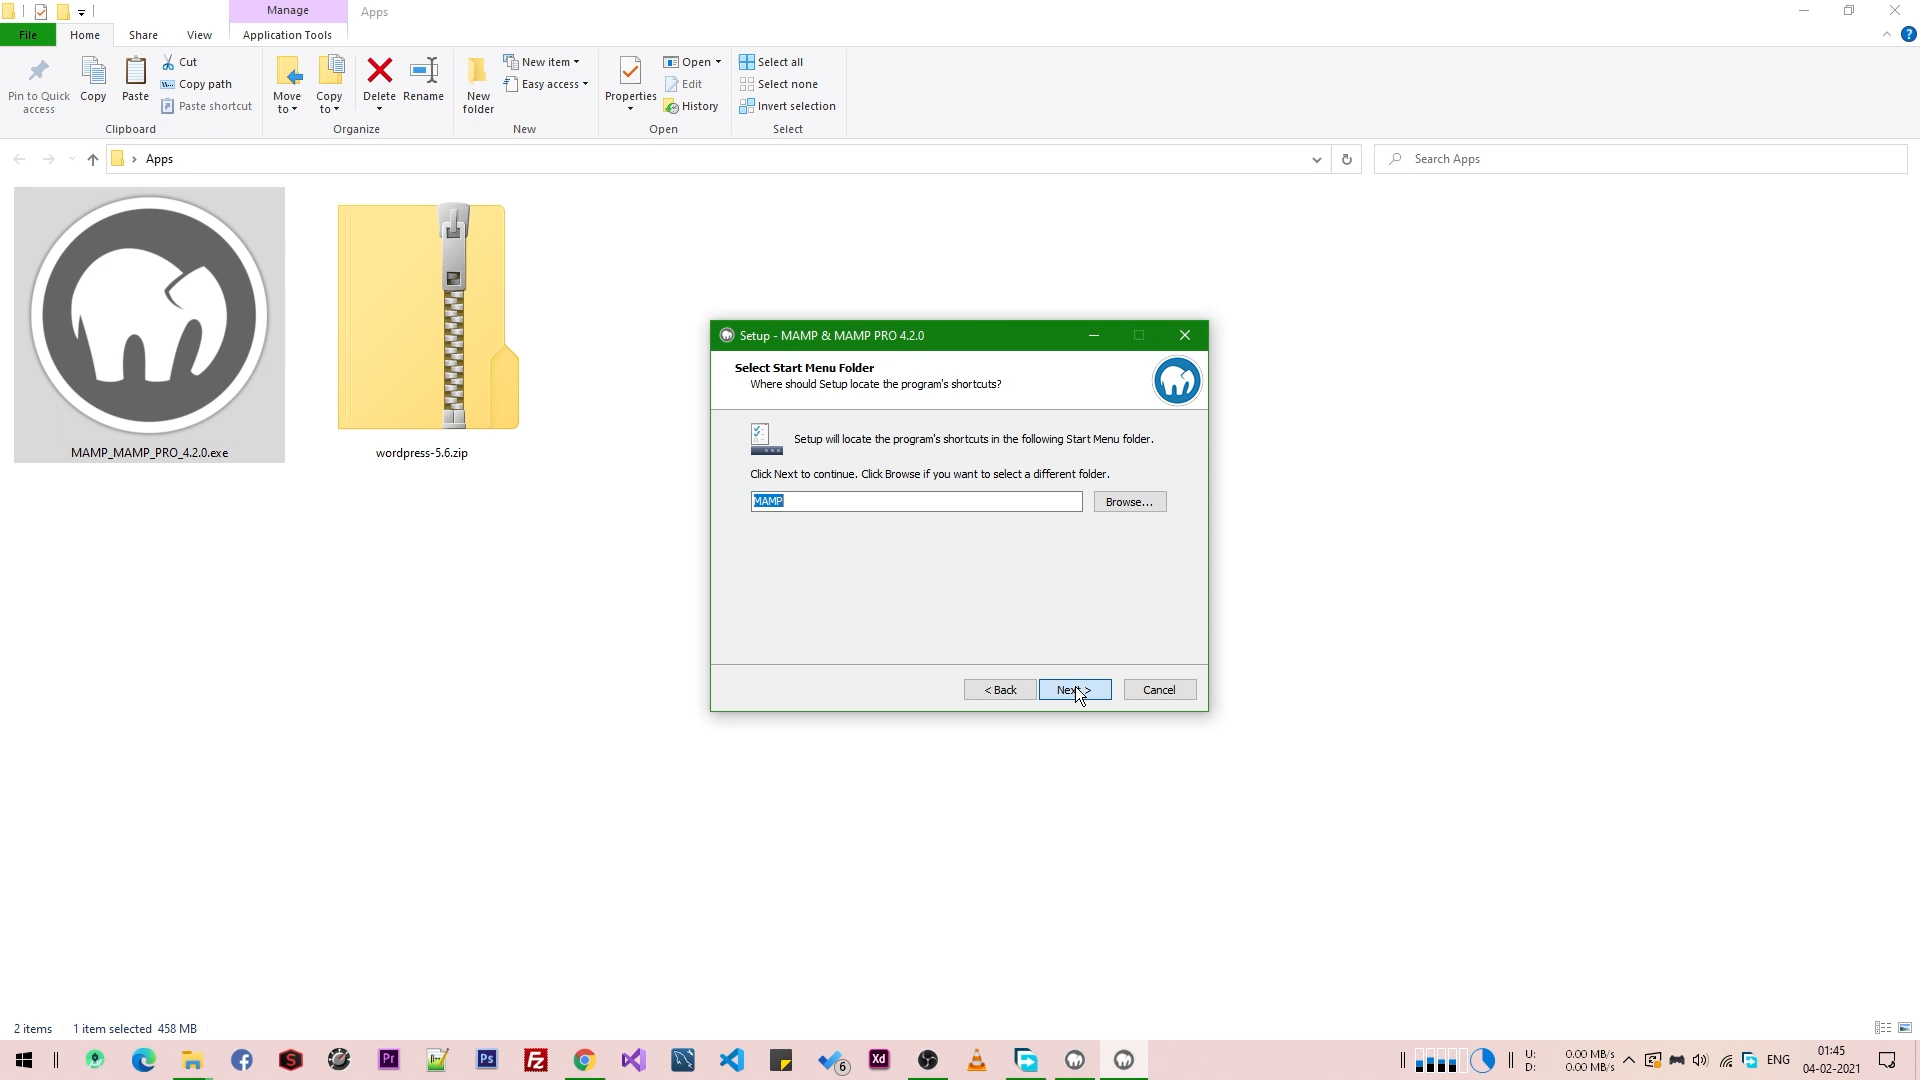 Manage
Apps
File
Home
Share
View
Application Tools
Pin to Quick access
Copy
Paste
Cut
Copy path
Paste shortcut
Clipboard
Move to
Copy to
Delete
Rename
Organize
New folder
New item
Easy access
New
Properties
Open
Edit
History
Open
Select all
Select none
Invert selection
Select
Apps
Search Apps
MAMP_MAMP_PRO_4.2.0.exe
wordpress-5.6.zip
Setup - MAMP & MAMP PRO 4.2.0
Select Start Menu Folder
Where should Setup locate the program's shortcuts?
Setup will locate the program's shortcuts in the following Start Menu folder.
Click Next to continue. Click Browse if you want to select a different folder.
MAMP
Browse...
< Back
Next >
Cancel
2 items
1 item selected 458 MB
Pr
Ps
Fz
6
Xd
U: 0.00 MB/s
D: 0.00 MB/s
ENG
01:45
04-02-2021